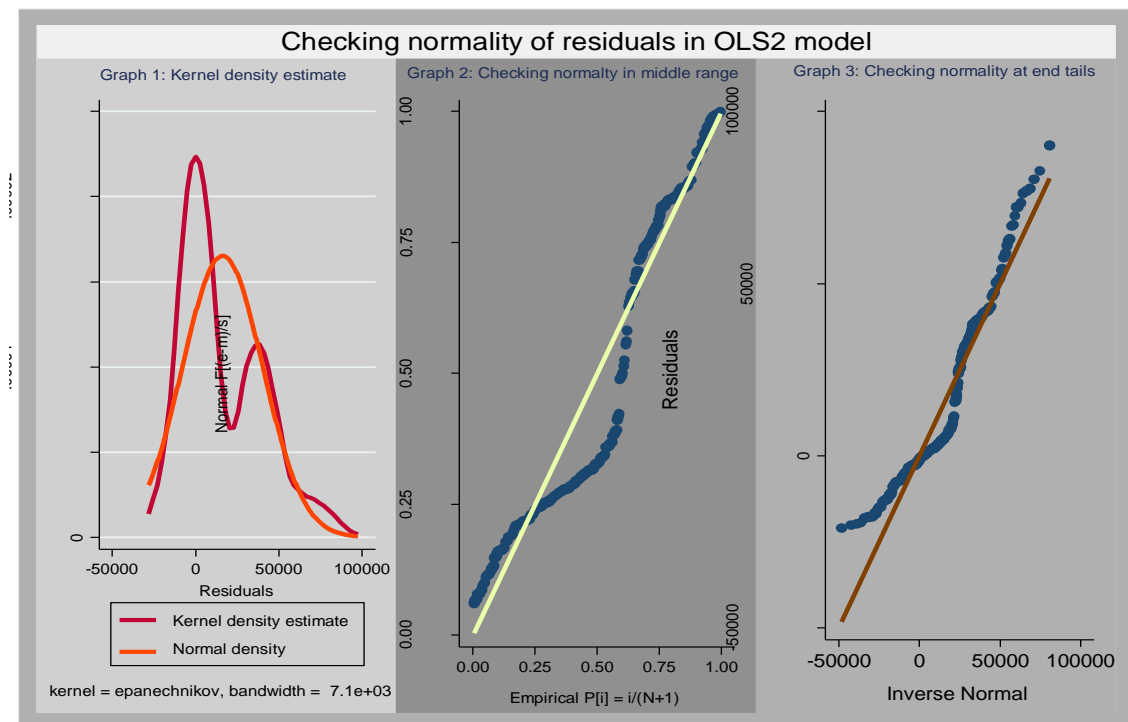 Checking normality of residuals in OLS2 model
Graph 1: Kernel density estimate
0
-50000 0 50000 100000
Residuals
Kernel density estimate
Normal density
kernel = epanechnikov, bandwidth = 7.1e+03
Graph 2: Checking normalty in middle range
Normal F[(e-m)/s]
0.00 0.25 0.50 0.75 1.00
0.00 0.25 0.50 0.75 1.00
Empirical P[i] = i/(N+1)
Graph 3: Checking normality at end tails
Residuals
-50000 0 50000 100000
-50000 0 50000 100000
Inverse Normal